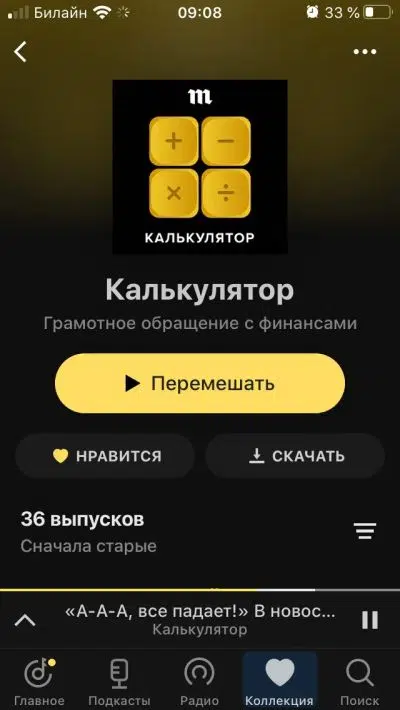 Билайн 09:08 33 %
m
КАЛЬКУЛЯТОР
Калькулятор
Грамотное обращение с финансами
Перемешать
НРАВИТСЯ СКАЧАТЬ
36 выпусков
Сначала старые
«А-А-А, все падает!» В новос...
Калькулятор
Главное Подкасты Радио Коллекция Поиск